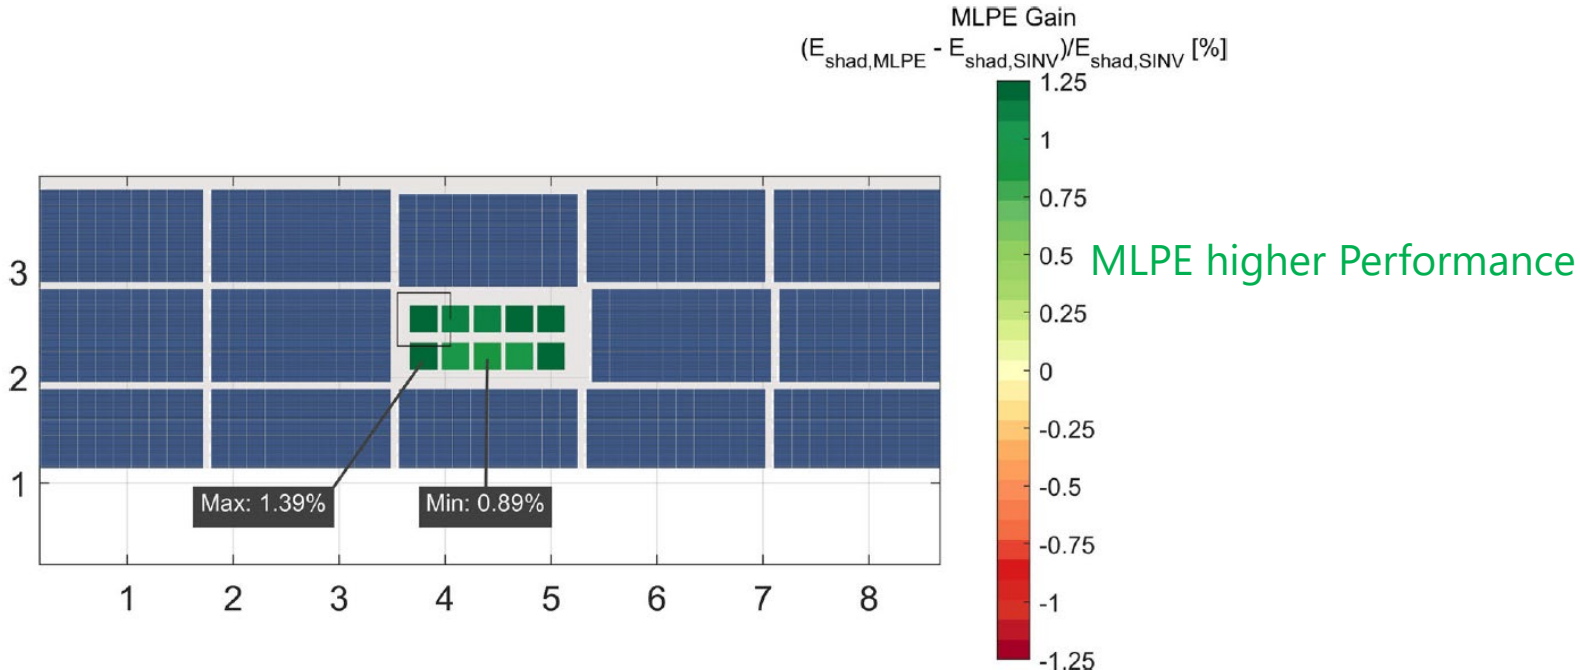 MLPE Gain
(E_shad,MLPE - E_shad,SINV)/E_shad,SINV [%]
1.25
1
0.75
0.5
0.25
0
-0.25
-0.5
-0.75
-1
-1.25
MLPE higher Performance
3
2
1
Max: 1.39%
Min: 0.89%
1 2 3 4 5 6 7 8